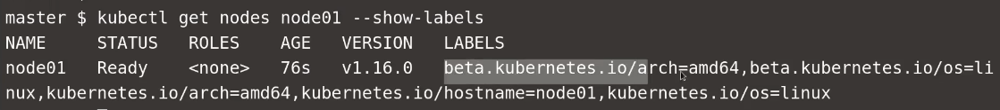 master $ kubectl get nodes node01 --show-labels
NAME     STATUS   ROLES    AGE   VERSION   LABELS
node01   Ready    <none>   76s   v1.16.0   beta.kubernetes.io/arch=amd64,beta.kubernetes.io/os=li
nux,kubernetes.io/arch=amd64,kubernetes.io/hostname=node01,kubernetes.io/os=linux